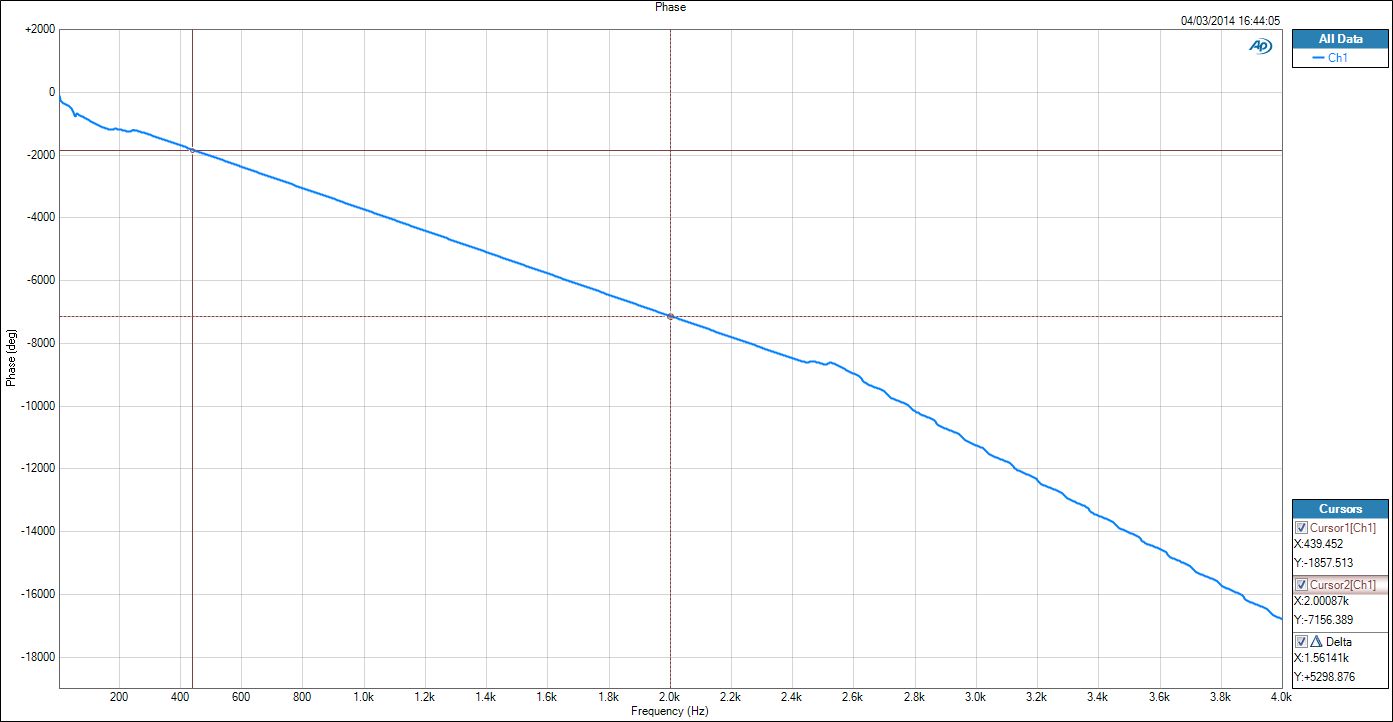 Phase
04/03/2014 16:44:05
+2000
0
-2000
-4000
-6000
-8000
-10000
-12000
-14000
-16000
-18000
Phase (deg)
200 400 600 800 1.0k 1.2k 1.4k 1.6k 1.8k 2.0k 2.2k 2.4k 2.6k 2.8k 3.0k 3.2k 3.4k 3.6k 3.8k 4.0k
Frequency (Hz)
Ap
All Data
Ch1
Cursors
Cursor1[Ch1]
X:439.452
Y:-1857.513
Cursor2[Ch1]
X:2.00087k
Y:-7156.389
Delta
X:1.56141k
Y:+5298.876